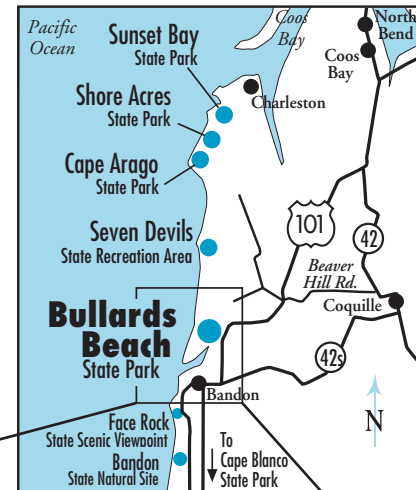 Pacific
Ocean
Coos
Bay
North
Bend
Sunset Bay
State Park
Coos
Bay
Shore Acres
State Park
Charleston
Cape Arago
State Park
101
42
Seven Devils
State Recreation Area
Beaver
Hill Rd.
Coquille
Bullards
Beach
State Park
42s
Bandon
Face Rock
State Scenic Viewpoint
Bandon
State Natural Site
To
Cape Blanco
State Park
N